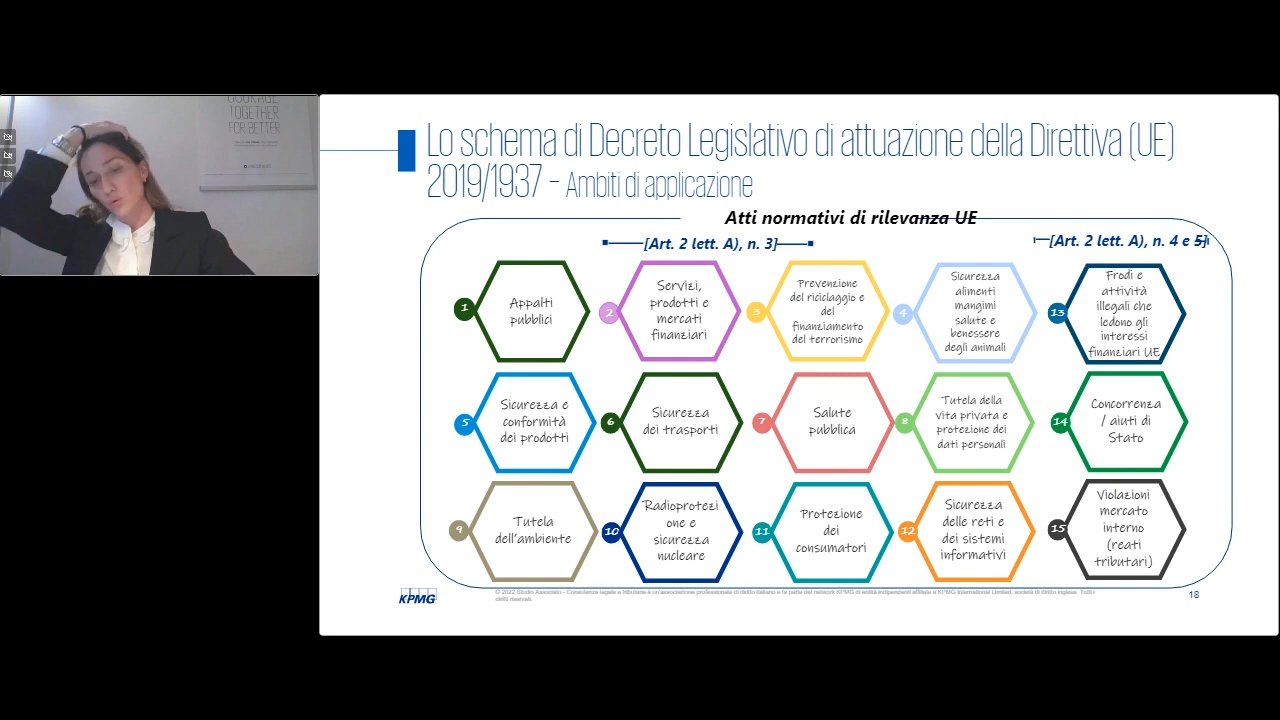 COURAGE
TOGETHER
FOR BETTER
Lo schema di Decreto Legislativo di attuazione della Direttiva (UE)
2019/1937 – Ambiti di applicazione
Atti normativi di rilevanza UE
[Art. 2 lett. A), n. 3]
[Art. 2 lett. A), n. 4 e 5]
1
Appalti
pubblici
2
Servizi,
prodotti e
mercati
finanziari
3
Prevenzione
del riciclaggio e
del
finanziamento
del terrorismo
4
Sicurezza
alimenti
mangimi
salute e
benessere
degli animali
13
Frodi e
attività
illegali che
ledono gli
interessi
finanziari UE
5
Sicurezza e
conformità
dei prodotti
6
Sicurezza
dei trasporti
7
Salute
pubblica
8
Tutela della
vita privata e
protezione dei
dati personali
14
Concorrenza
/ aiuti di
Stato
9
Tutela
dell'ambiente
10
Radioprotezi
one e
sicurezza
nucleare
11
Protezione
dei
consumatori
12
Sicurezza
delle reti e
dei sistemi
informativi
15
Violazioni
mercato
interno
(reati
tributari)
KPMG
© 2022 Studio Associato - Consulenza legale e tributaria è un'associazione professionale di diritto italiano e fa parte del network KPMG di entità indipendenti affiliate a KPMG International Limited, società di diritto inglese. Tutti i
diritti riservati.
18